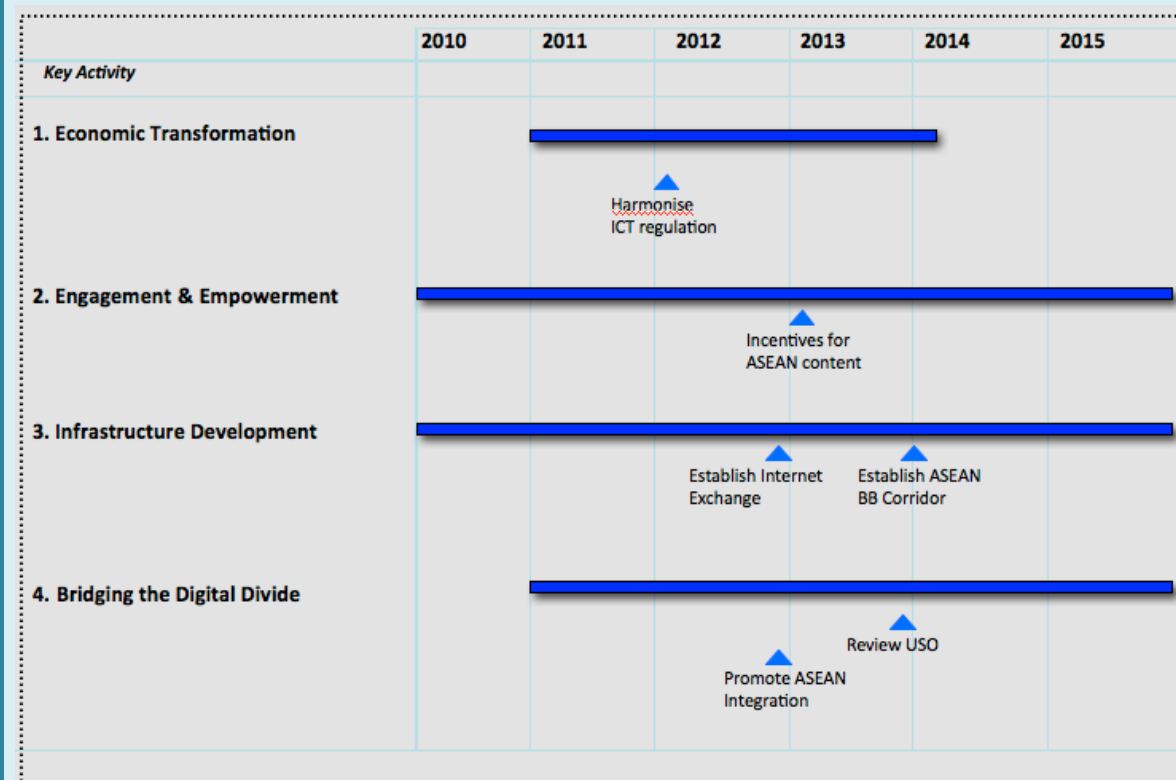 2010 2011 2012 2013 2014 2015
Key Activity
1. Economic Transformation
Harmonise
ICT regulation
2. Engagement & Empowerment
Incentives for
ASEAN content
3. Infrastructure Development
Establish Internet
Exchange
Establish ASEAN
BB Corridor
4. Bridging the Digital Divide
Review USO
Promote ASEAN
Integration